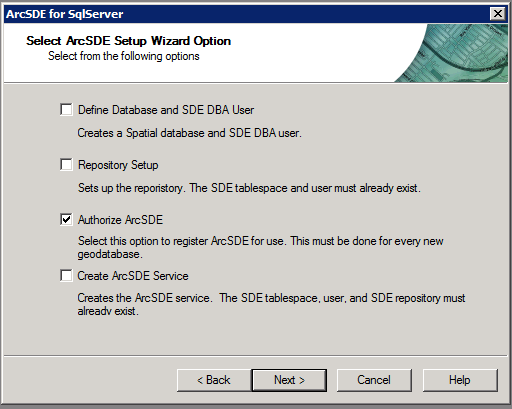 ArcSDE for SqlServer
Select ArcSDE Setup Wizard Option
Select from the following options
Define Database and SDE DBA User
Creates a Spatial database and SDE DBA user.
Repository Setup
Sets up the reporistory. The SDE tablespace and user must already exist.
Authorize ArcSDE
Select this option to register ArcSDE for use. This must be done for every new
geodatabase.
Create ArcSDE Service
Creates the ArcSDE service. The SDE tablespace, user, and SDE repository must
already exist.
< Back Next > Cancel Help